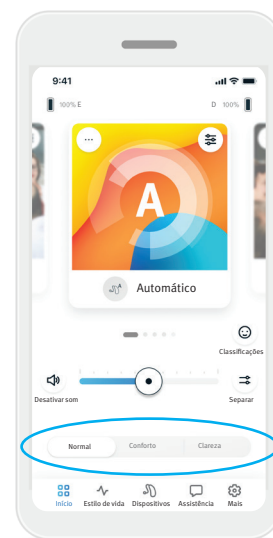 9:41
100% E
D 100%
...
A
A
Automático
Classificações
Desativar som
Separar
Normal Conforto Clareza
Início Estilo de vida Dispositivos Assistência Mais